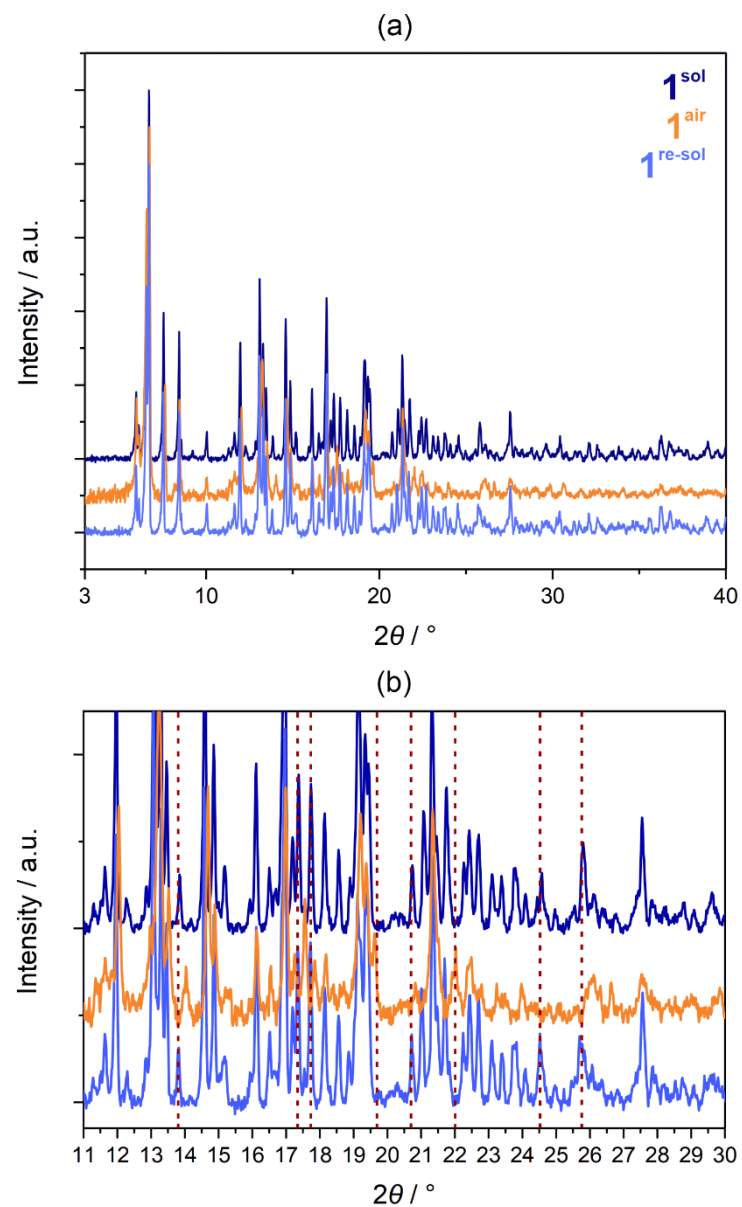 (a)
1sol
1air
1re-sol
Intensity / a.u.
3 10 20 30 40
2θ / °
(b)
Intensity / a.u.
11 12 13 14 15 16 17 18 19 20 21 22 23 24 25 26 27 28 29 30
2θ / °